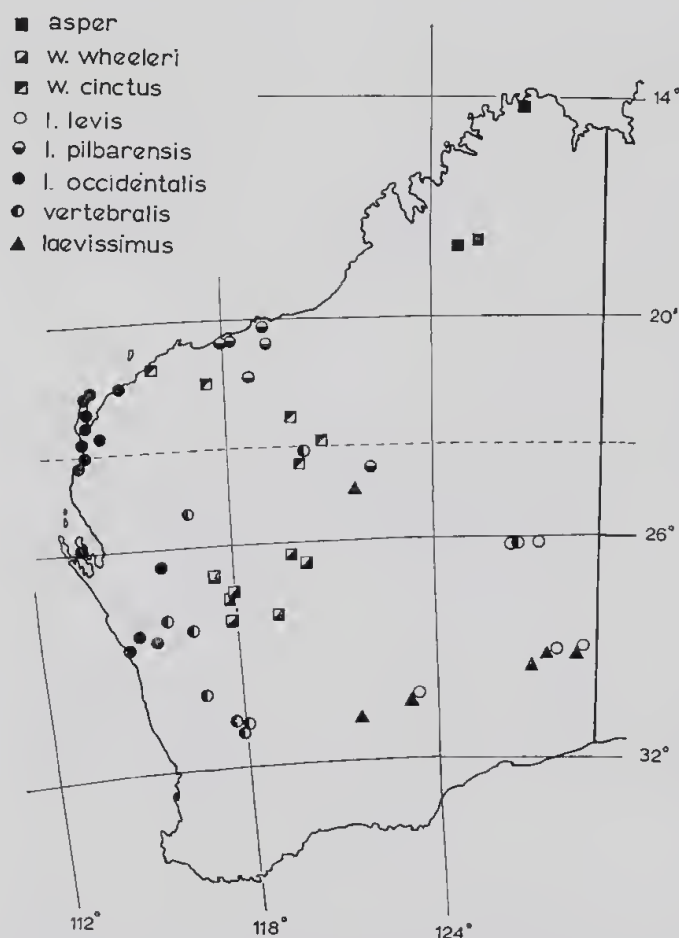 asper
w. wheeleri
w. cinctus
l. levis
l. pilbarensis
l. occidentalis
vertebralis
laevissimus
14°
20°
26°
32°
112°
118°
124°